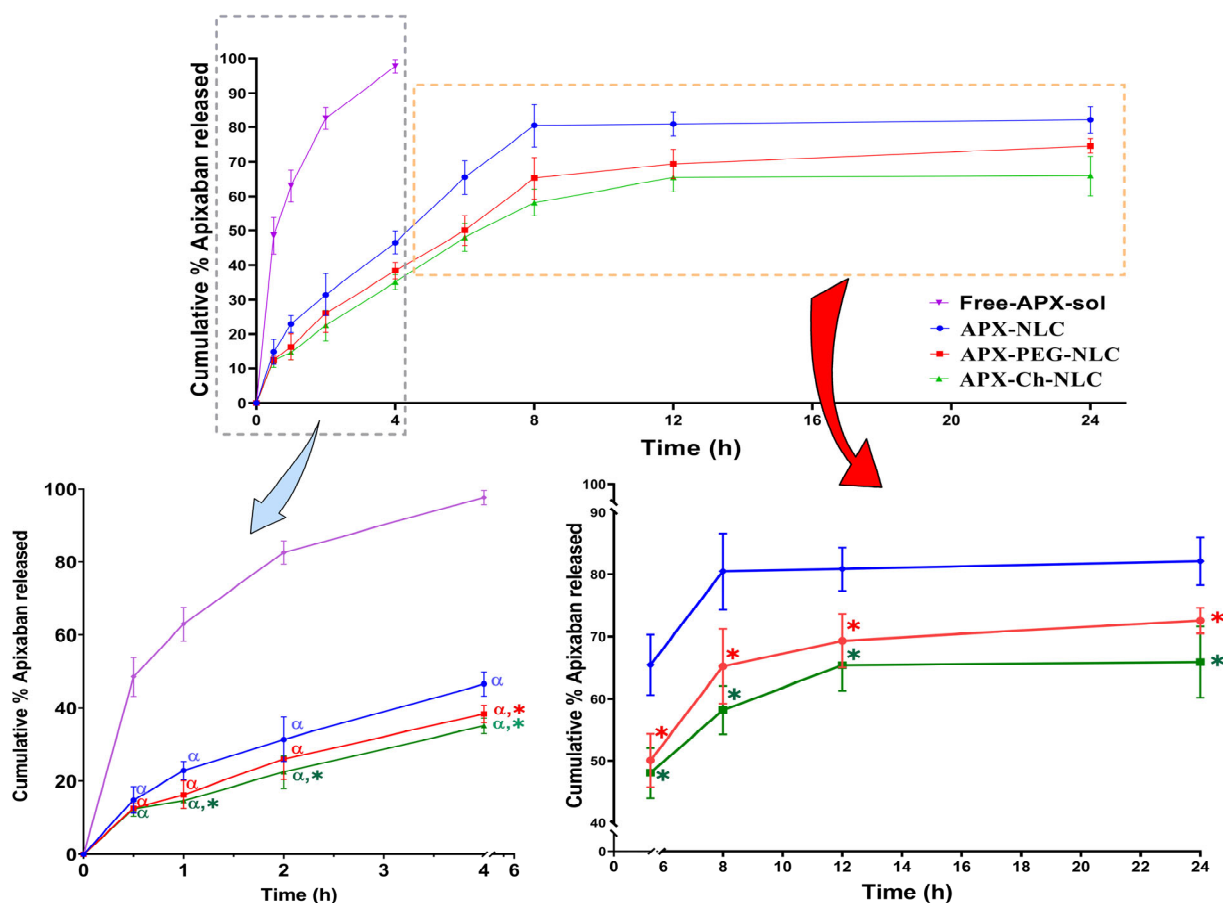 Cumulative % Apixaban released
100
90
80
70
60
50
40
30
20
10
0
0 4 8 12 16 20 24
Time (h)
Free-APX-sol
APX-NLC
APX-PEG-NLC
APX-Ch-NLC
Cumulative % Apixaban released
100
80
60
40
20
0
α
α
α
α
α
α,*
α
α
α,*
α
α,*
α,*
0 1 2 3 4 6
Time (h)
Cumulative % Apixaban released
100
90
80
70
60
50
40
0
*
*
*
*
*
*
*
*
0 6 8 10 12 14 16 18 20 22 24
Time (h)